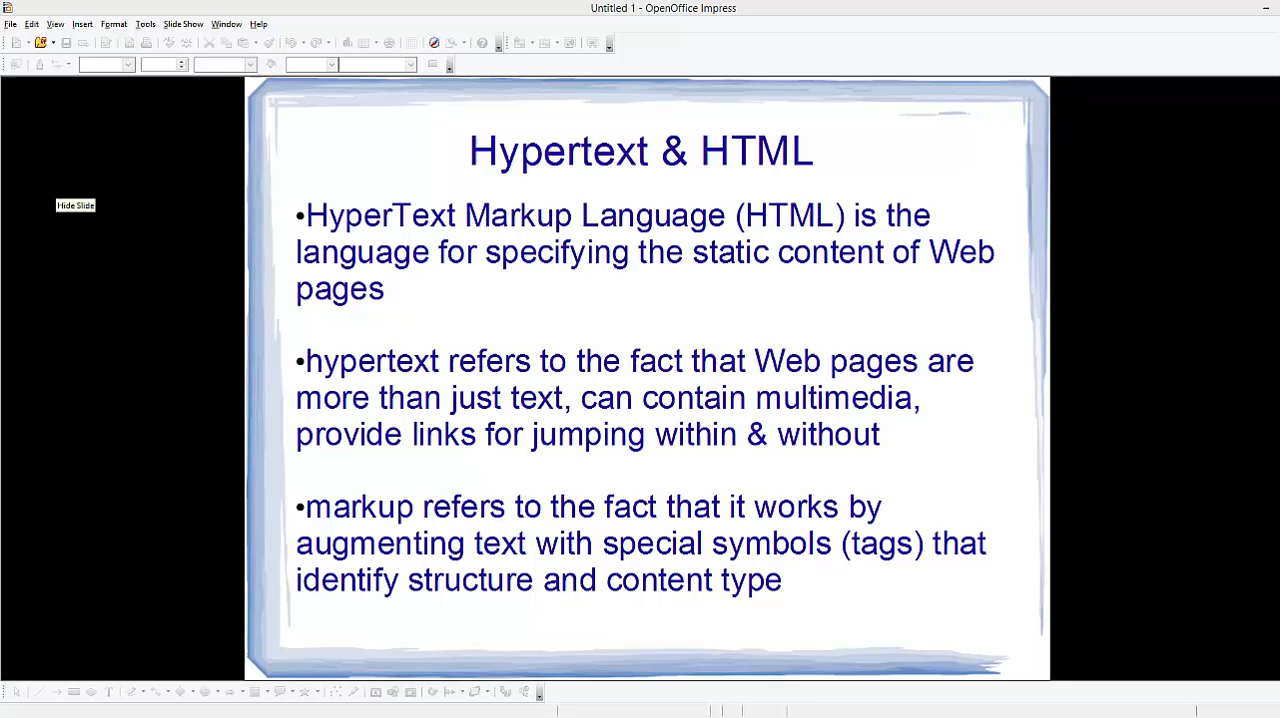 Untitled 1 - OpenOffice Impress
File Edit View Insert Format Tools Slide Show Window Help
Hypertext & HTML
Hide Slide
•HyperText Markup Language (HTML) is the
language for specifying the static content of Web
pages
•hypertext refers to the fact that Web pages are
more than just text, can contain multimedia,
provide links for jumping within & without
•markup refers to the fact that it works by
augmenting text with special symbols (tags) that
identify structure and content type